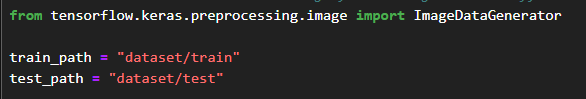 from tensorflow.keras.preprocessing.image import ImageDataGenerator
train_path = "dataset/train"
test_path = "dataset/test"